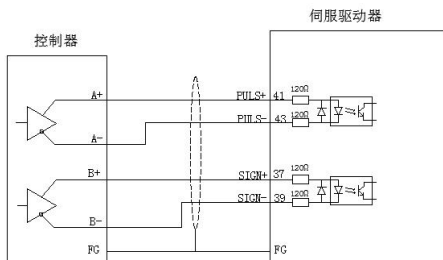 伺服驱动器
控制器
A+ PULS+ 41 120Ω
A- PULS- 43 120Ω
B+ SIGN+ 37 120Ω
B- SIGN- 39 120Ω
FG FG